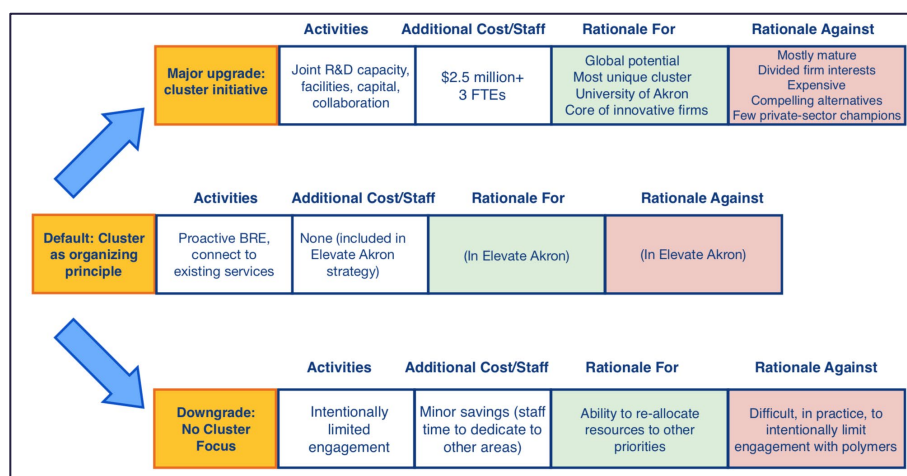 Activities Additional Cost/Staff Rationale For Rationale Against
Major upgrade:
cluster initiative
Joint R&D capacity,
facilities, capital,
collaboration
$2.5 million+
3 FTEs
Global potential
Most unique cluster
University of Akron
Core of innovative firms
Mostly mature
Divided firm interests
Expensive
Compelling alternatives
Few private-sector champions
Activities Additional Cost/Staff Rationale For Rationale Against
Default: Cluster
as organizing
principle
Proactive BRE,
connect to
existing services
None (included in
Elevate Akron
strategy)
(In Elevate Akron)
(In Elevate Akron)
Activities Additional Cost/Staff Rationale For Rationale Against
Downgrade:
No Cluster
Focus
Intentionally
limited
engagement
Minor savings (staff
time to dedicate to
other areas)
Ability to re-allocate
resources to other
priorities
Difficult, in practice, to
intentionally limit
engagement with polymers